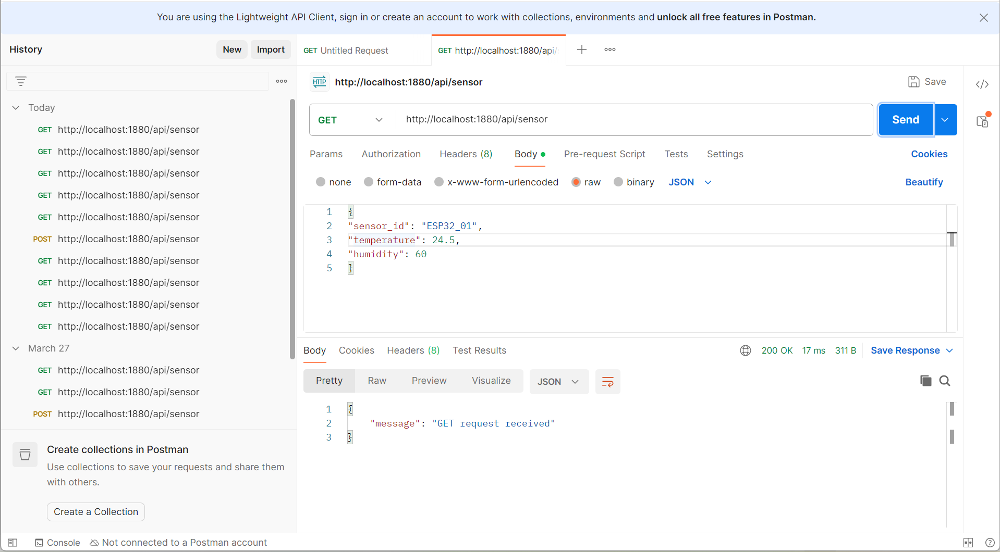 You are using the Lightweight API Client, sign in or create an account to work with collections, environments and unlock all free features in Postman.
History
New
Import
Today
GET http://localhost:1880/api/sensor
GET http://localhost:1880/api/sensor
GET http://localhost:1880/api/sensor
GET http://localhost:1880/api/sensor
GET http://localhost:1880/api/sensor
POST http://localhost:1880/api/sensor
GET http://localhost:1880/api/sensor
GET http://localhost:1880/api/sensor
GET http://localhost:1880/api/sensor
GET http://localhost:1880/api/sensor
March 27
GET http://localhost:1880/api/sensor
GET http://localhost:1880/api/sensor
POST http://localhost:1880/api/sensor
Create collections in Postman
Use collections to save your requests and share them
with others.
Create a Collection
GET Untitled Request
GET http://localhost:1880/api/
HTTP http://localhost:1880/api/sensor
Save
GET http://localhost:1880/api/sensor
Send
Params Authorization Headers (8) Body Pre-request Script Tests Settings Cookies
none form-data x-www-form-urlencoded raw binary JSON Beautify
1 {
2 "sensor_id": "ESP32_01",
3 "temperature": 24.5,
4 "humidity": 60
5 }
Body Cookies Headers (8) Test Results 200 OK 17 ms 311 B Save Response
Pretty Raw Preview Visualize JSON
1 {
2 "message": "GET request received"
3 }
Console Not connected to a Postman account